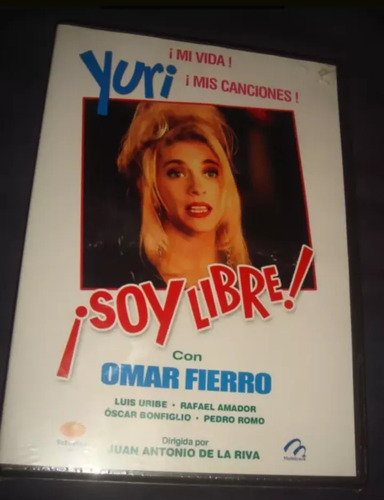 ¡MI VIDA!
Yuri
¡MIS CANCIONES!
¡SOY LIBRE!
Con
OMAR FIERRO
LUIS URIBE · RAFAEL AMADOR
ÓSCAR BONFIGLIO · PEDRO ROMO
Dirigida por
JUAN ANTONIO DE LA RIVA